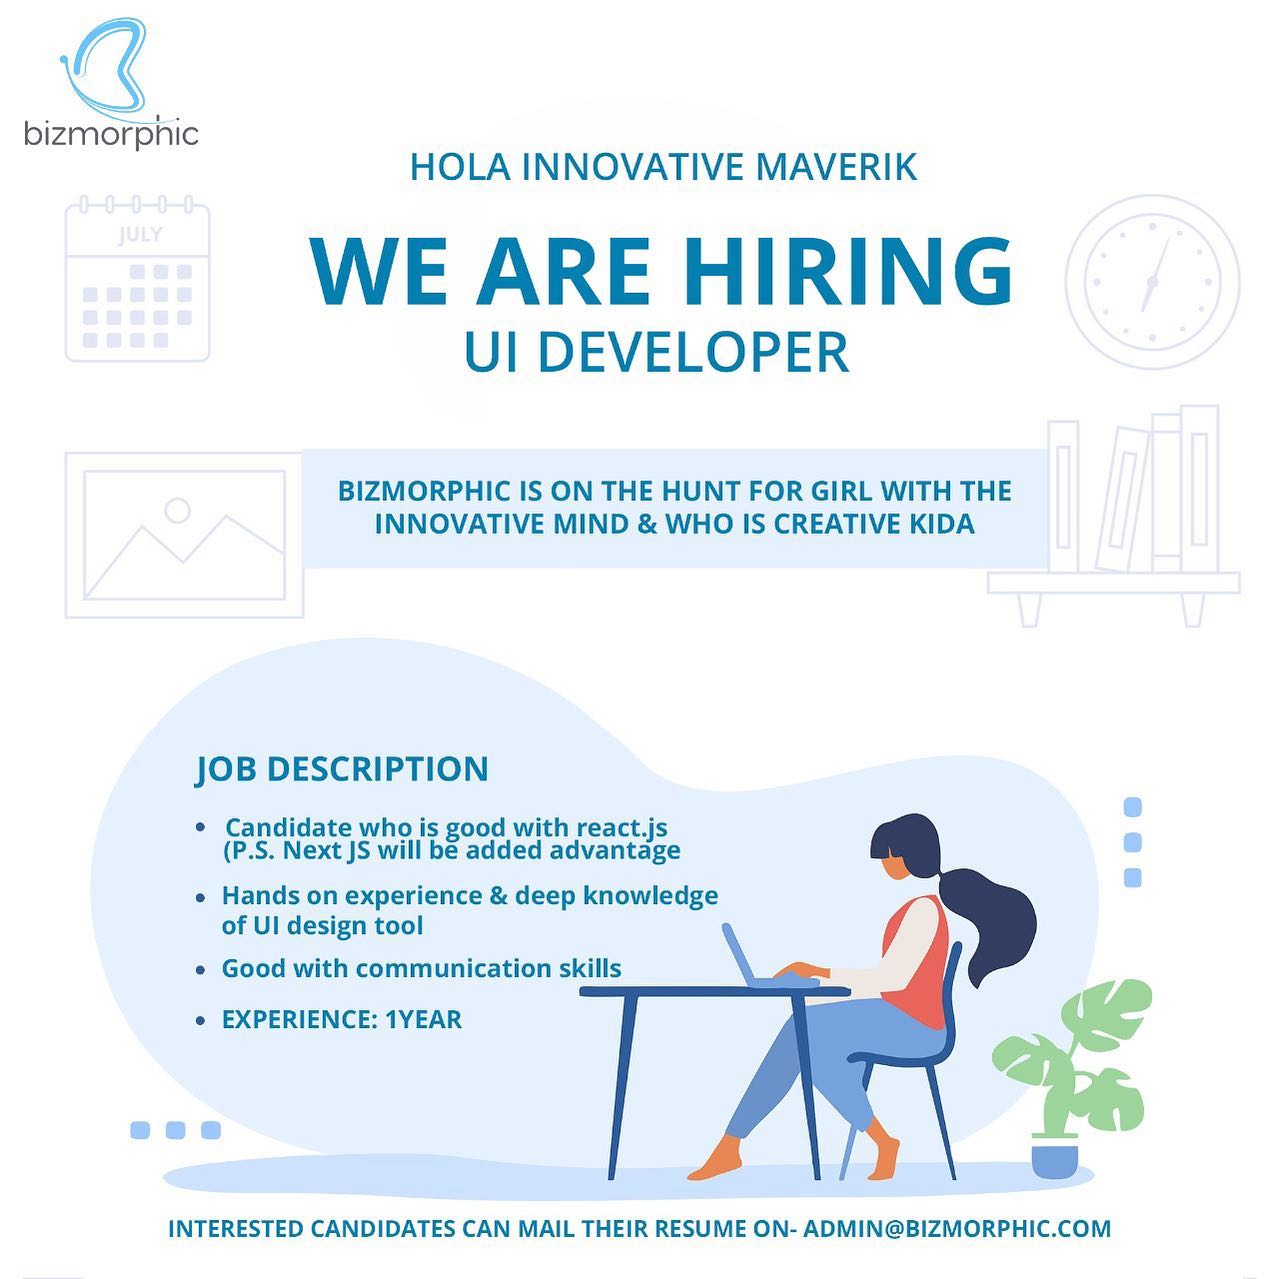 bizmorphic
HOLA INNOVATIVE MAVERIK
JULY
WE ARE HIRING
UI DEVELOPER
BIZMORPHIC IS ON THE HUNT FOR GIRL WITH THE
INNOVATIVE MIND & WHO IS CREATIVE KIDA
JOB DESCRIPTION
• Candidate who is good with react.js
(P.S. Next JS will be added advantage
• Hands on experience & deep knowledge
of UI design tool
• Good with communication skills
• EXPERIENCE: 1YEAR
INTERESTED CANDIDATES CAN MAIL THEIR RESUME ON- ADMIN@BIZMORPHIC.COM